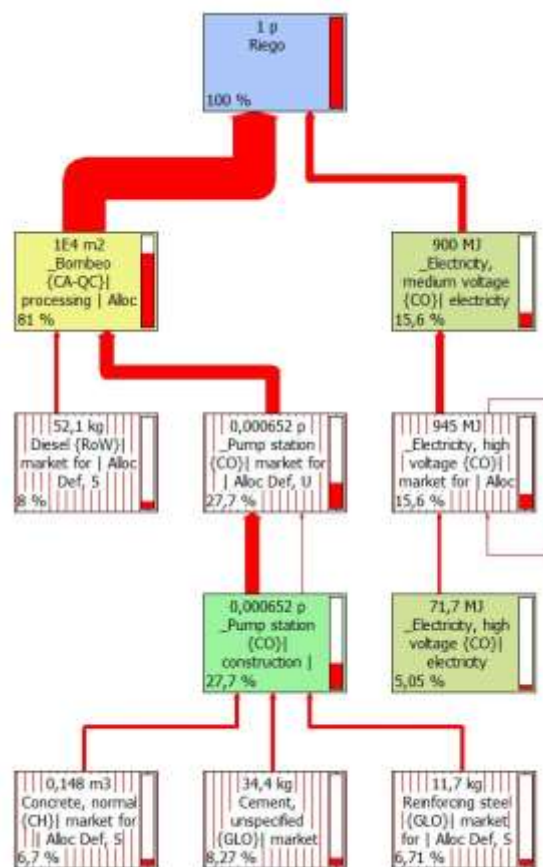 1 p
Riego
100 %
1E4 m2
_Bombeo
{CA-QC}|
processing | Alloc
81 %
900 MJ
_Electricity,
medium voltage
{CO}| electricity
15,6 %
52,1 kg
Diesel {RoW}|
market for | Alloc
Def, S
8 %
0,000652 p
_Pump station
{CO}| market for
| Alloc Def, U
27,7 %
945 MJ
_Electricity, high
voltage {CO}|
market for | Alloc
15,6 %
0,000652 p
_Pump station
{CO}|
construction |
27,7 %
71,7 MJ
_Electricity, high
voltage {CO}|
electricity
5,05 %
0,148 m3
Concrete, normal
{CH}| market for
| Alloc Def, S
6,7 %
34,4 kg
Cement,
unspecified
{GLO}| market
8,27 %
11,7 kg
Reinforcing steel
{GLO}| market
for | Alloc Def, S
6,71 %